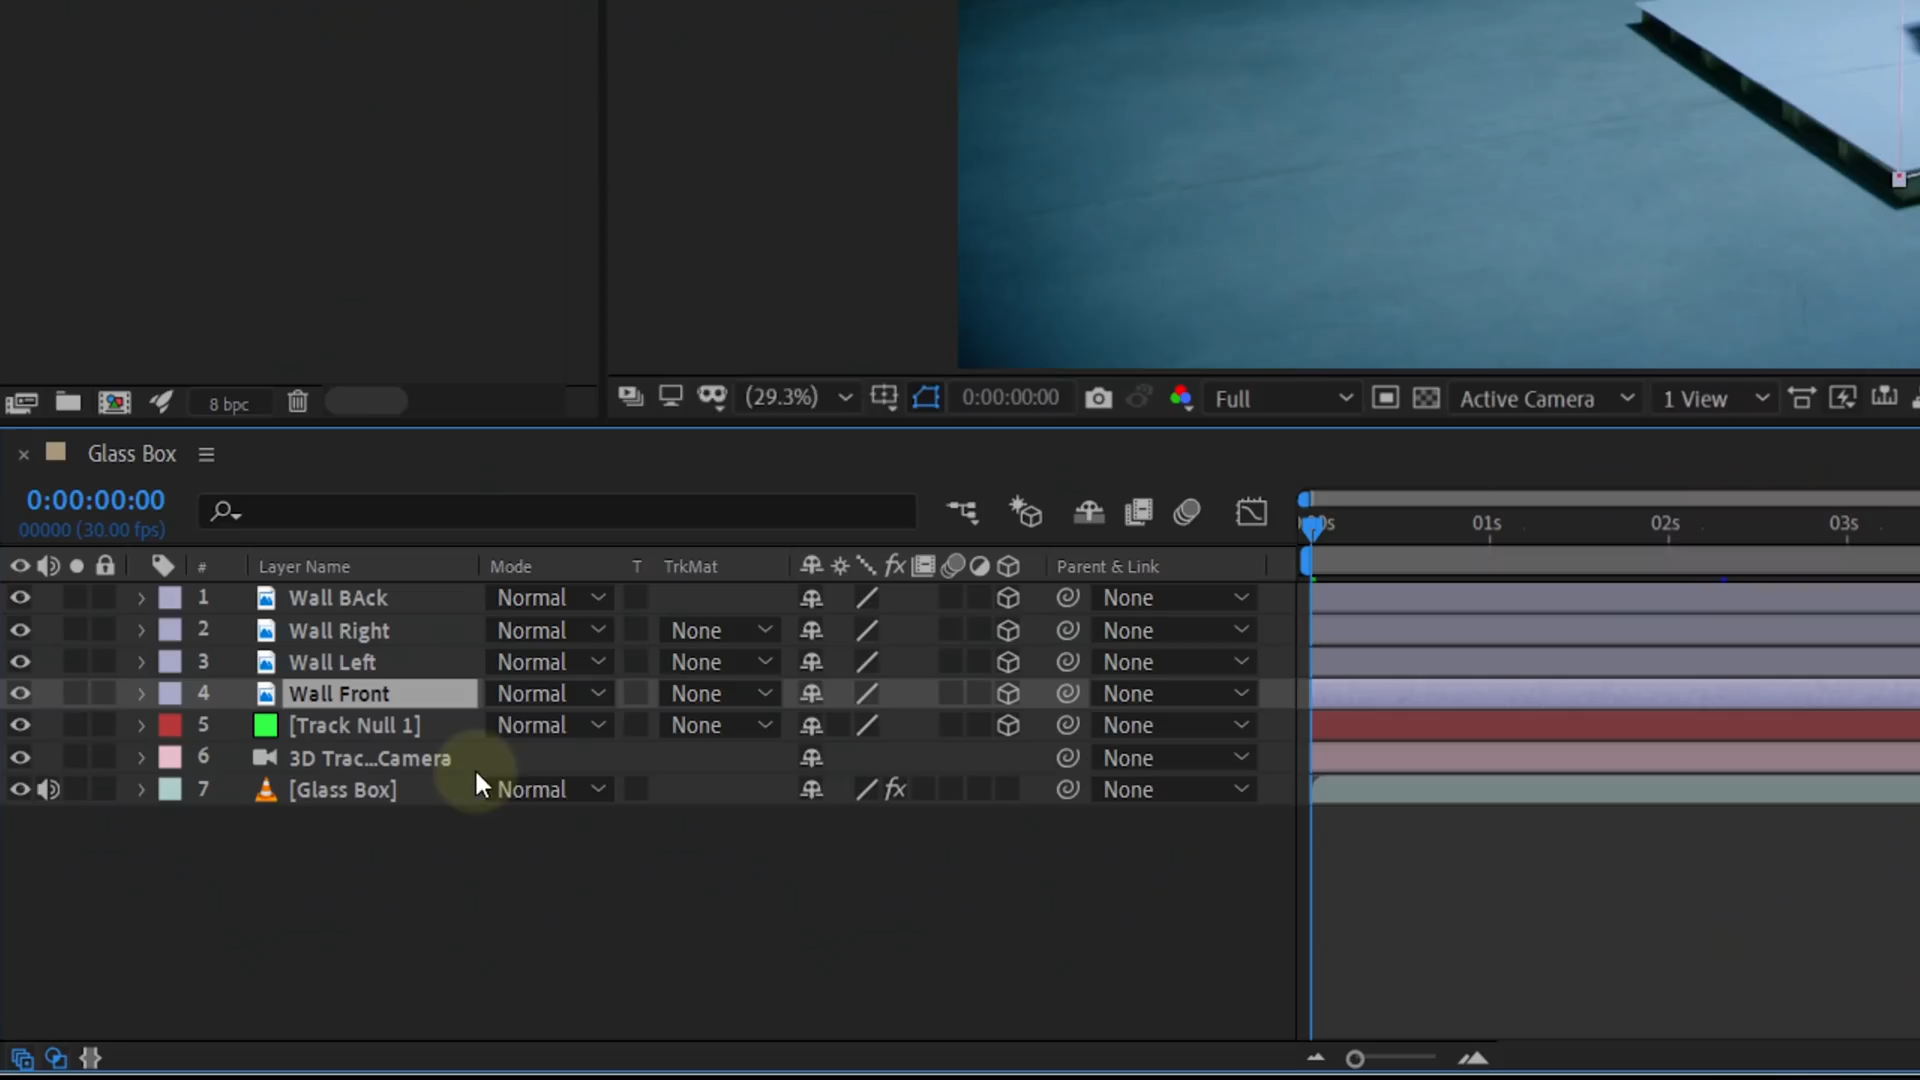 8 bpc (29.3%) 0:00:00:00 Full Active Camera 1 View
Glass Box
0:00:00:00
00000 (30.00 fps)
01s 02s 03s
# Layer Name Mode T TrkMat fx Parent & Link
1 Wall BAck Normal None
2 Wall Right Normal None None
3 Wall Left Normal None None
4 Wall Front Normal None None
5 [Track Null 1] Normal None None
6 3D Trac...Camera None
7 [Glass Box] Normal fx None